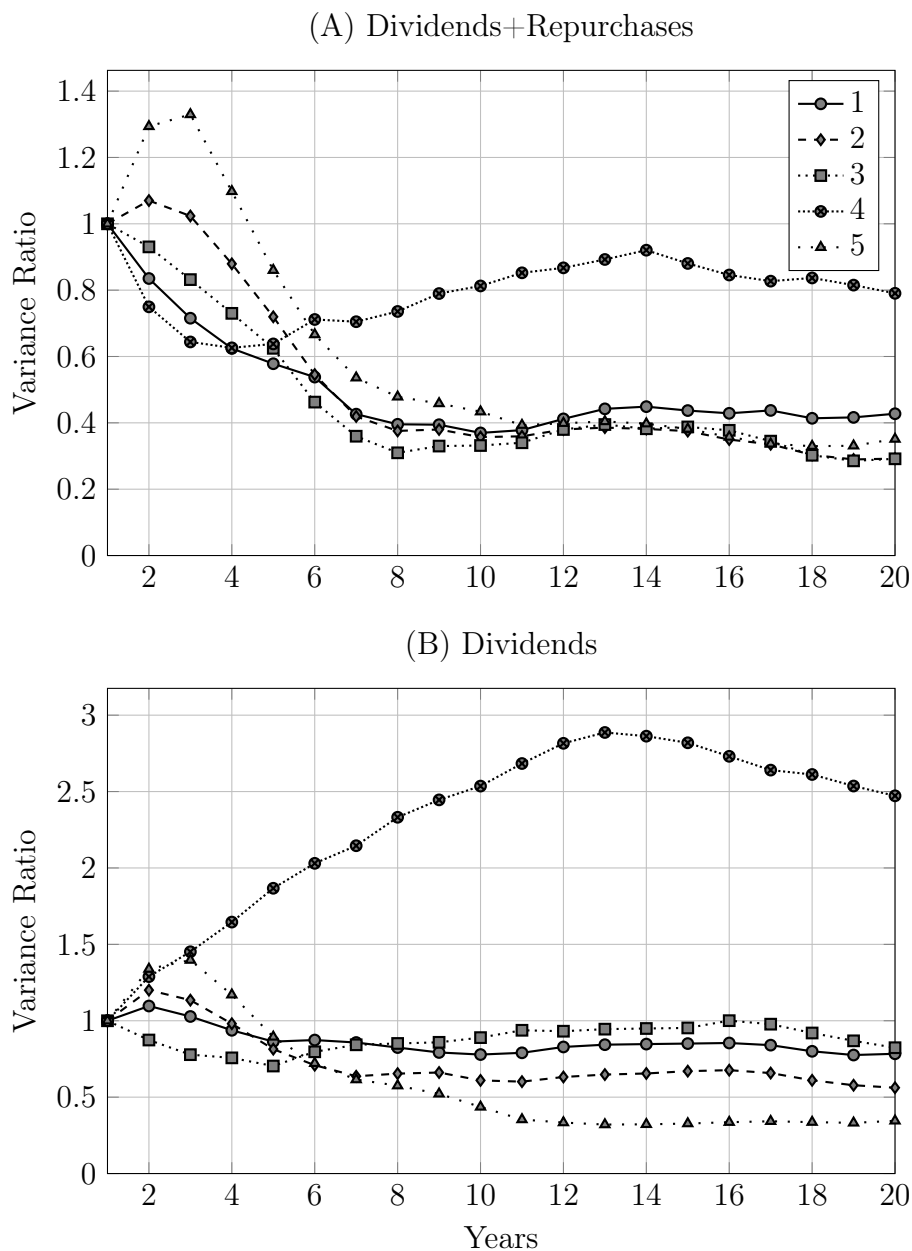 (A) Dividends+Repurchases
1.4
1.2
1
0.8
0.6
0.4
0.2
0
Variance Ratio
1
2
3
4
5
2 4 6 8 10 12 14 16 18 20
(B) Dividends
3
2.5
2
1.5
1
0.5
0
Variance Ratio
2 4 6 8 10 12 14 16 18 20
Years